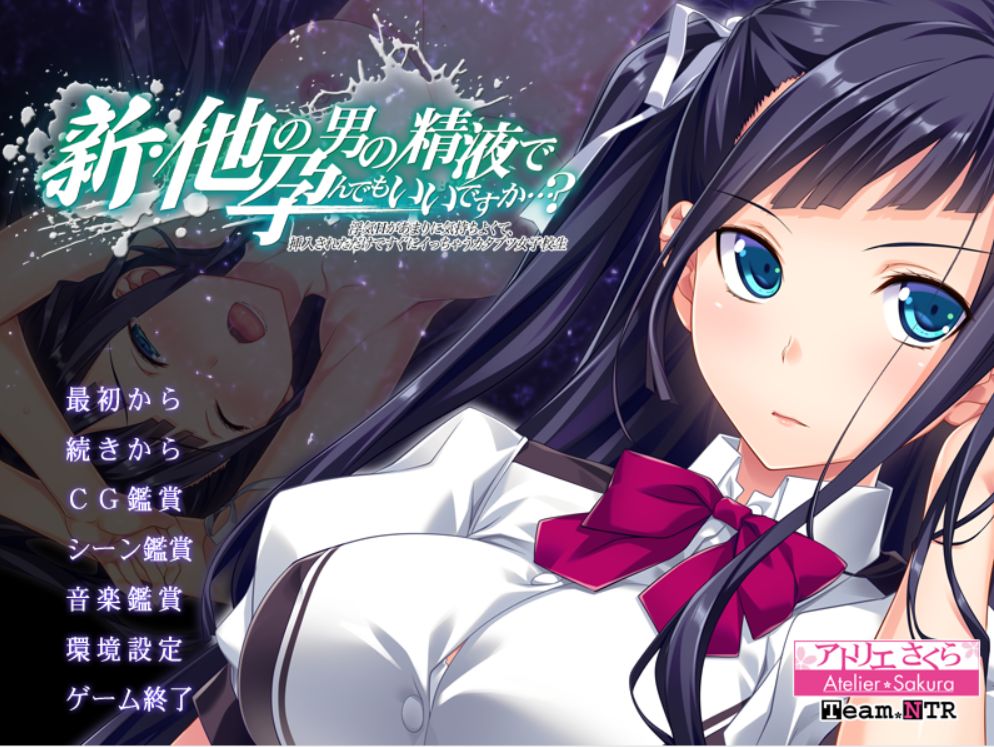 新・他の男の精液で
孕んでもいいですか…?
浮気Hがあまりに気持ちよくて、
挿入されただけですぐにイっちゃうカタブツ女子校生
最初から
続きから
CG鑑賞
シーン鑑賞
音楽鑑賞
環境設定
ゲーム終了
アトリエさくら
Atelier★Sakura
Team★NTR